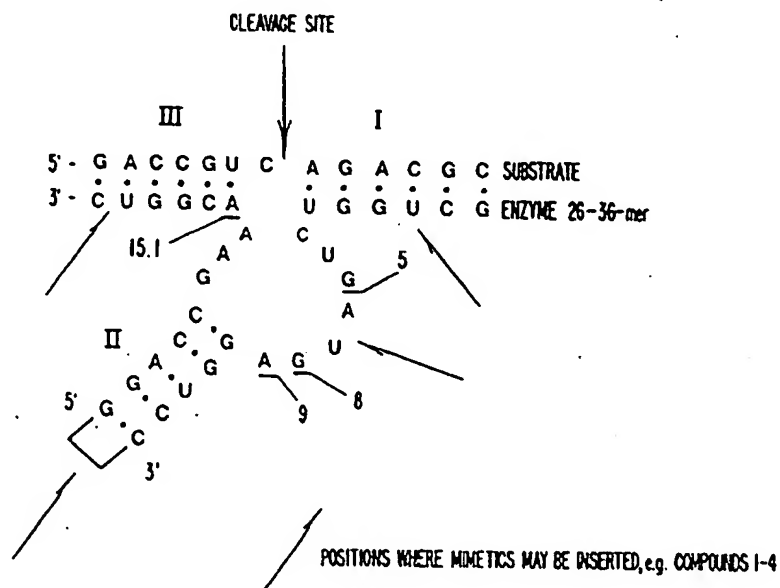 CLEAVAGE SITE
III I
5' - G A C C G U C A G A C G C SUBSTRATE
3' - C U G G C A U G G U C G ENZYME 26-36-mer
15.1 A C
A U
G G 5
C A
II C G A G U
A G 9 8
G U
5' G C
C
3'
POSITIONS WHERE MIMETICS MAY BE INSERTED, e.g. COMPOUNDS 1-4